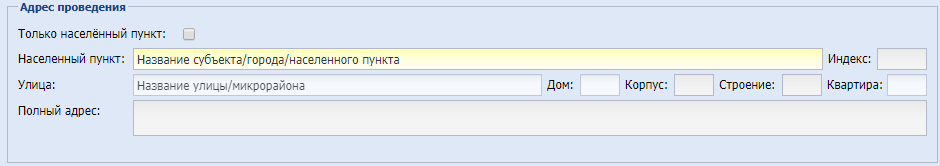 Адрес проведения
Только населённый пункт:
Населенный пункт: Название субъекта/города/населенного пункта Индекс:
Улица: Название улицы/микрорайона Дом: Корпус: Строение: Квартира:
Полный адрес: